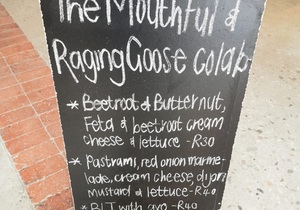 The Mouthful &
Raging Goose colab
* Beetroot & Butternut,
Feta & beetroot cream
cheese & lettuce - R30
* Pastrami, red onion marme-
lade, cream cheese, dijon
mustard & lettuce - R40
* BLT with avo - R40